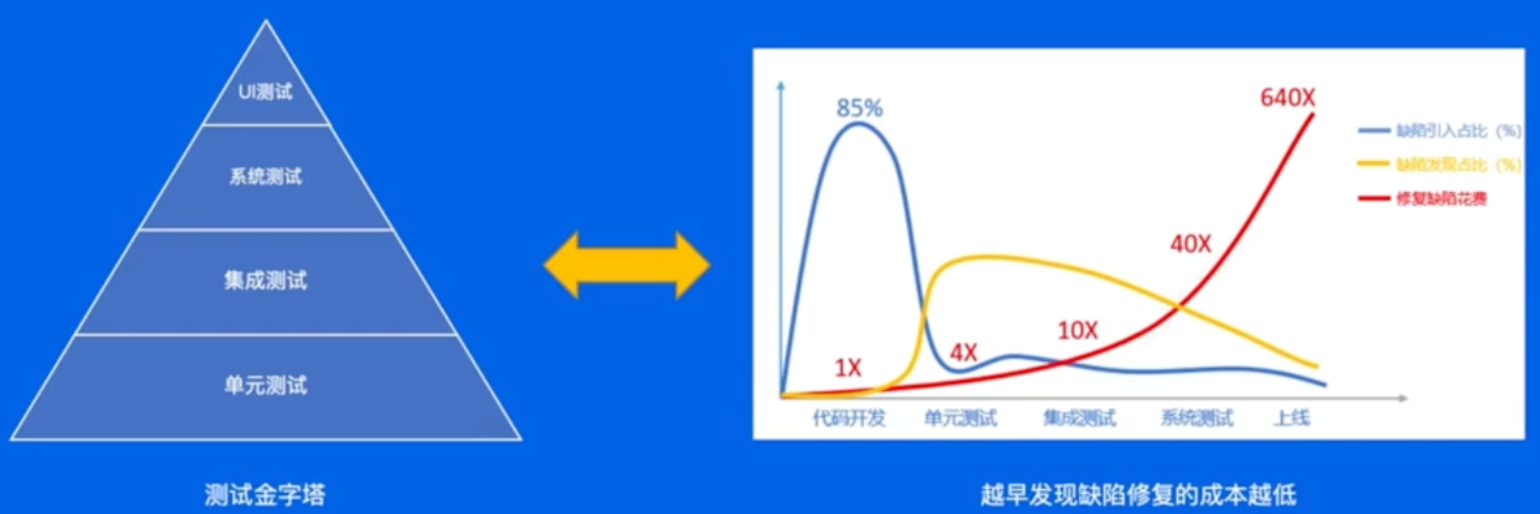 UI测试
系统测试
集成测试
单元测试
测试金字塔
85%
640X
40X
10X
4X
1X
缺陷引入占比（%）
缺陷发现占比（%）
修复缺陷花费
代码开发 单元测试 集成测试 系统测试 上线
越早发现缺陷修复的成本越低